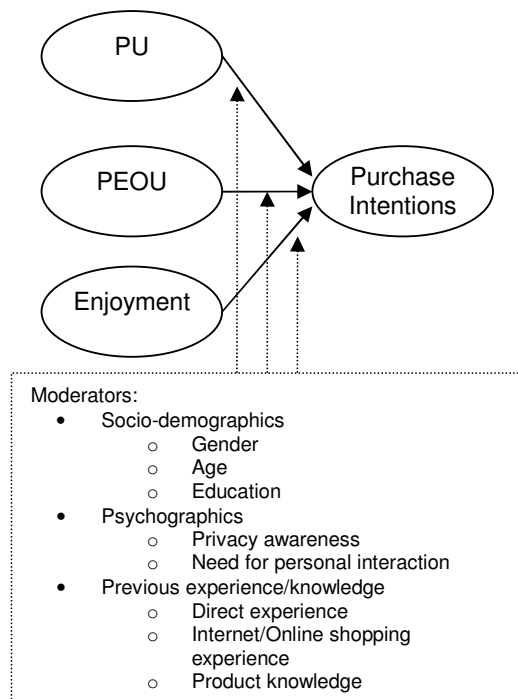 PU
PEOU
Purchase
Intentions
Enjoyment
Moderators:
• Socio-demographics
o Gender
o Age
o Education
• Psychographics
o Privacy awareness
o Need for personal interaction
• Previous experience/knowledge
o Direct experience
o Internet/Online shopping
experience
o Product knowledge